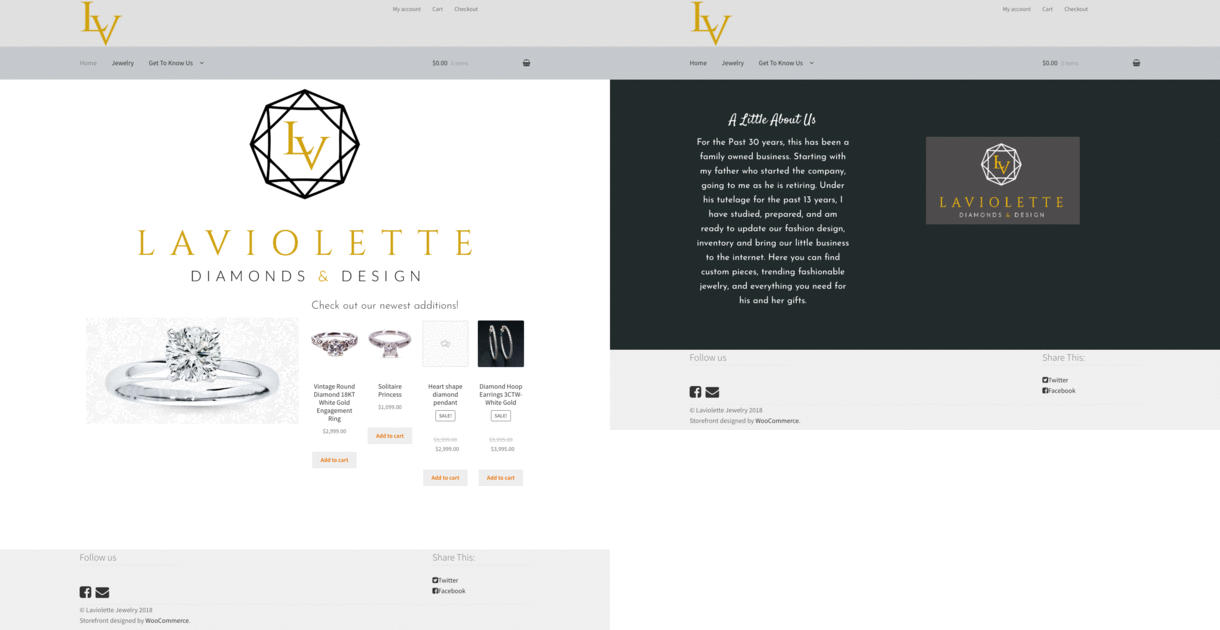 LV
My account Cart Checkout
Home Jewelry Get To Know Us
$0.00 0 items
LV
LAVIOLETTE
DIAMONDS & DESIGN
Check out our newest additions!
Vintage Round
Diamond 18KT
White Gold
Engagement
Ring
$2,999.00
Add to cart
Solitaire
Princess
$1,099.00
Add to cart
Heart shape
diamond
pendant
SALE!
$2,999.00
Add to cart
Diamond Hoop
Earrings 3CTW-
White Gold
SALE!
$3,995.00
Add to cart
Follow us
Share This:
Twitter
Facebook
© Laviolette Jewelry 2018
Storefront designed by WooCommerce.
LV
My account Cart Checkout
Home Jewelry Get To Know Us
$0.00 0 items
A Little About Us
For the Past 30 years, this has been a
family owned business. Starting with
my father who started the company,
going to me as he is retiring. Under
his tutelage for the past 13 years, I
have studied, prepared, and am
ready to update our fashion design,
inventory and bring our little business
to the internet. Here you can find
custom pieces, trending fashionable
jewelry, and everything you need for
his and her gifts.
LV
LAVIOLETTE
DIAMONDS & DESIGN
Follow us
Share This:
Twitter
Facebook
© Laviolette Jewelry 2018
Storefront designed by WooCommerce.